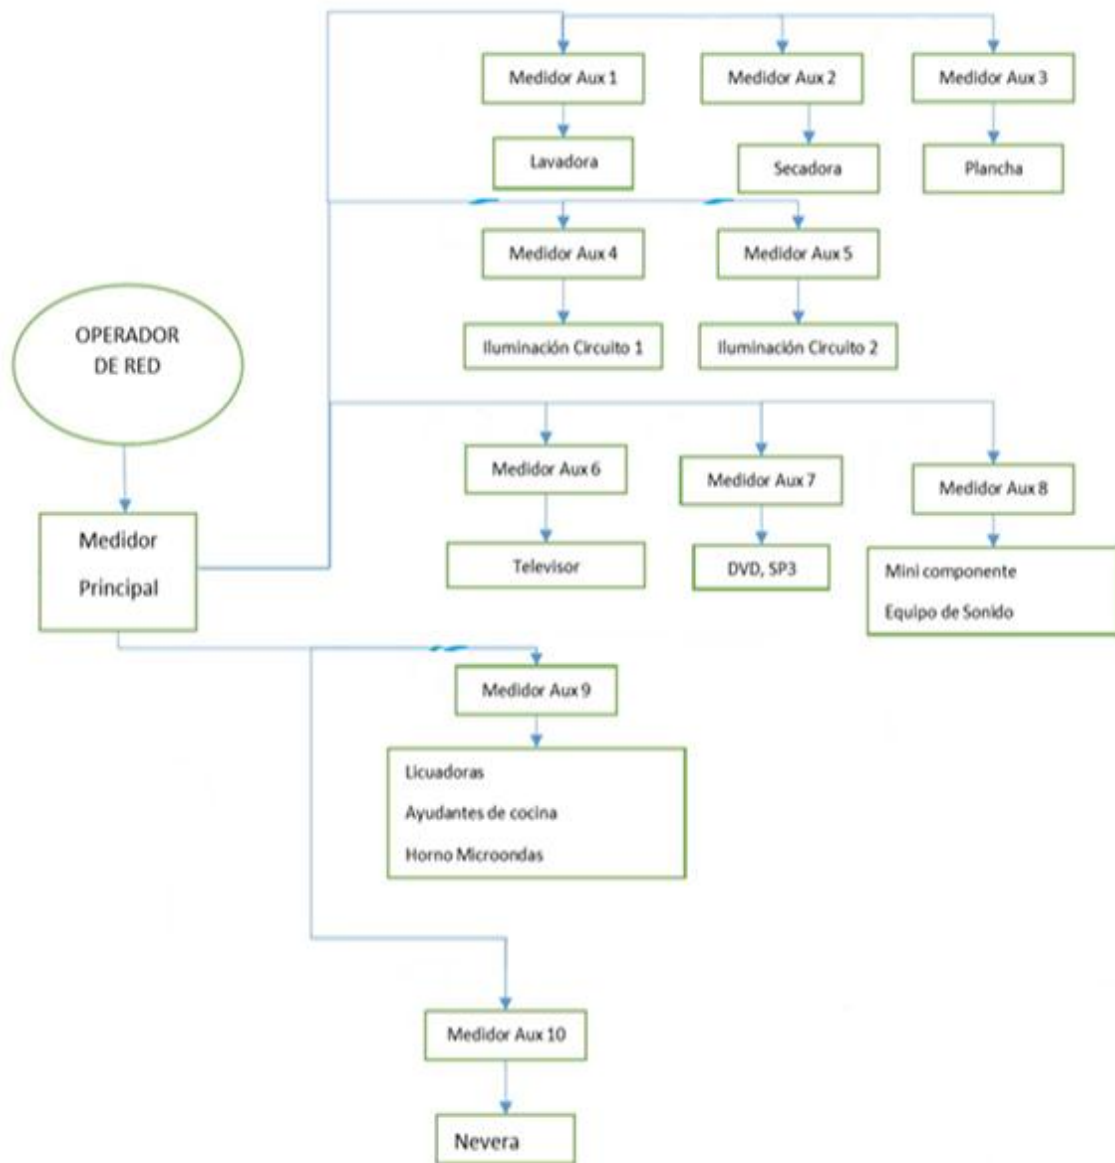 Medidor Aux 1
Medidor Aux 2
Medidor Aux 3
Lavadora
Secadora
Plancha
Medidor Aux 4
Medidor Aux 5
Iluminación Circuito 1
Iluminación Circuito 2
OPERADOR
DE RED
Medidor Aux 6
Medidor Aux 7
Medidor Aux 8
Medidor
Principal
Televisor
DVD, SP3
Mini componente
Equipo de Sonido
Medidor Aux 9
Licuadoras
Ayudantes de cocina
Horno Microondas
Medidor Aux 10
Nevera